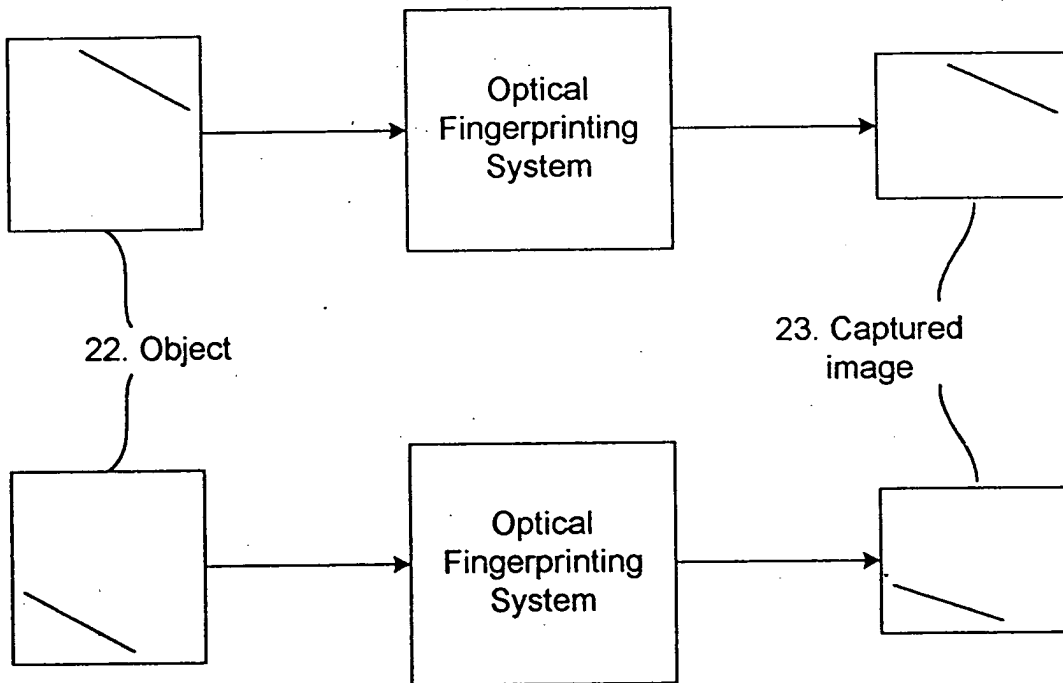 Optical
Fingerprinting
System
22. Object
23. Captured
image
Optical
Fingerprinting
System